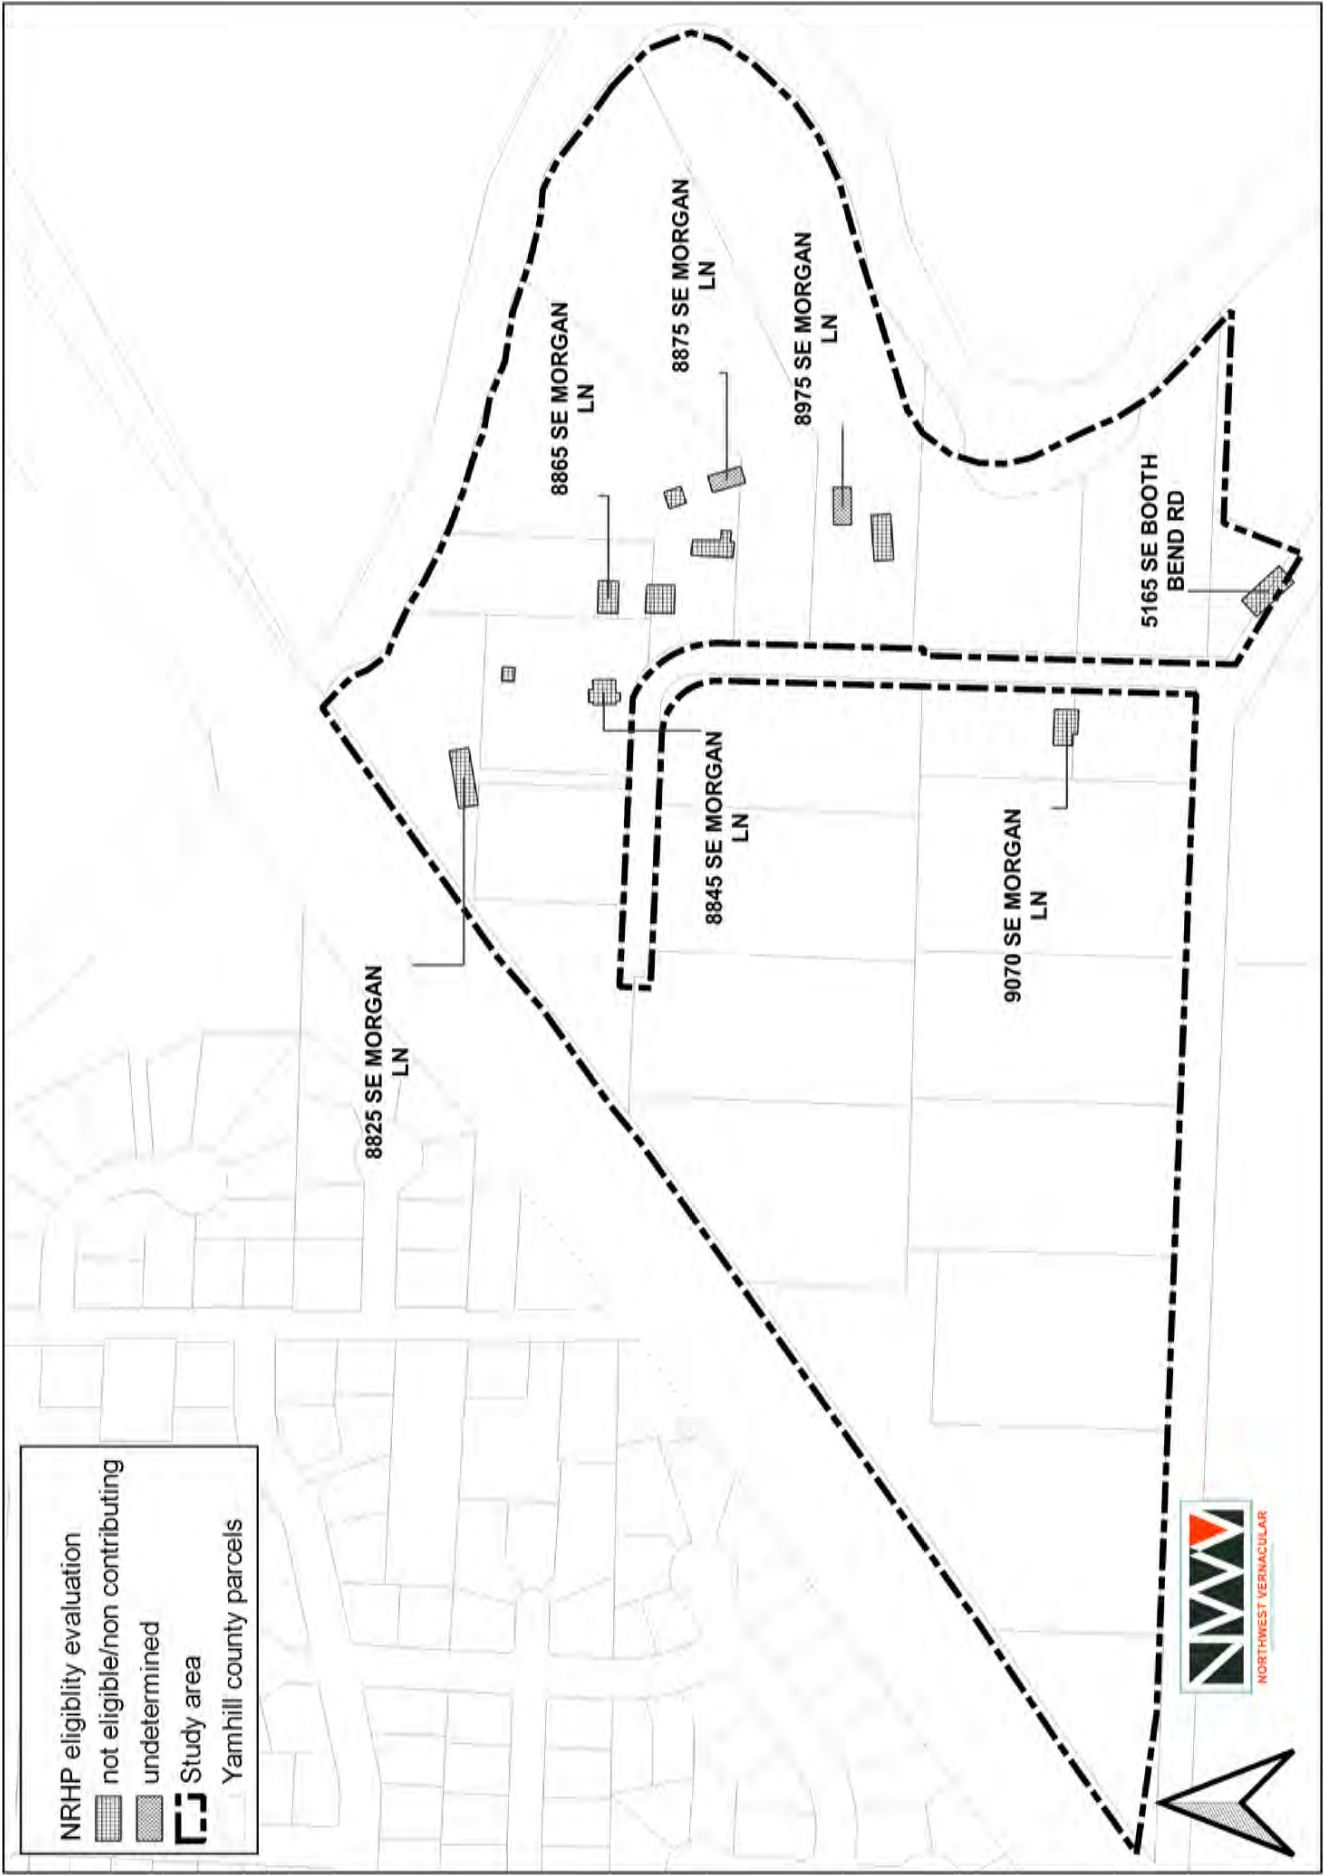 8825 SE MORGAN
LN
8865 SE MORGAN
LN
8875 SE MORGAN
LN
8975 SE MORGAN
LN
8845 SE MORGAN
LN
9070 SE MORGAN
LN
5165 SE BOOTH
BEND RD
NRHP eligiblity evaluation
not eligible/non contributing
undetermined
Study area
Yamhill county parcels
NWV
NORTHWEST VERNACULAR